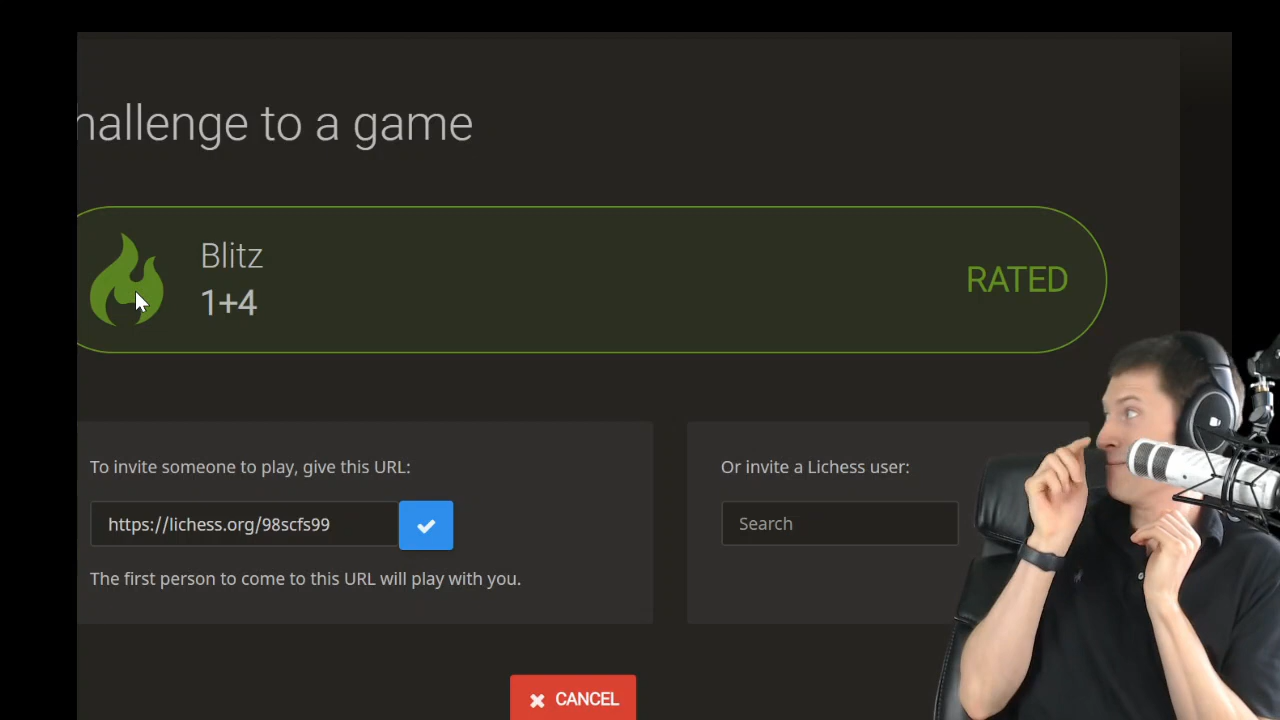 hallenge to a game
Blitz
1+4
RATED
To invite someone to play, give this URL:
https://lichess.org/98scfs99
The first person to come to this URL will play with you.
Or invite a Lichess user:
Search
CANCEL